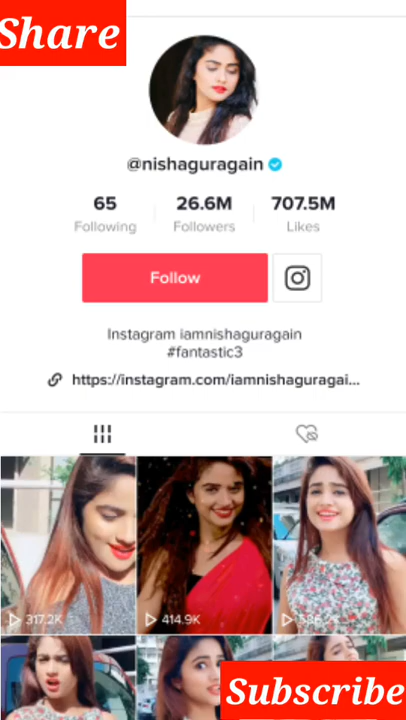 Share
@nishaguragain
65 26.6M 707.5M
Following Followers Likes
Follow
Instagram iamnishaguragain
#fantastic3
https://instagram.com/iamnishaguragai...
317.2K 414.9K
Subscribe